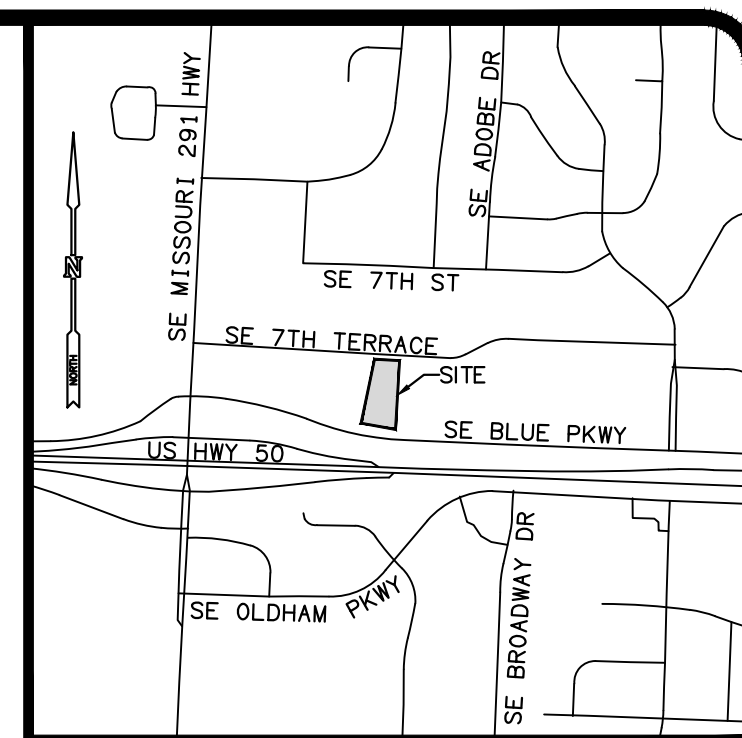 SE MISSOURI 291 HWY
SE ADOBE DR
N
NORTH
SE 7TH ST
SE 7TH TERRACE
SITE
SE BLUE PKWY
US HWY 50
SE OLDHAM PKWY
SE BROADWAY DR